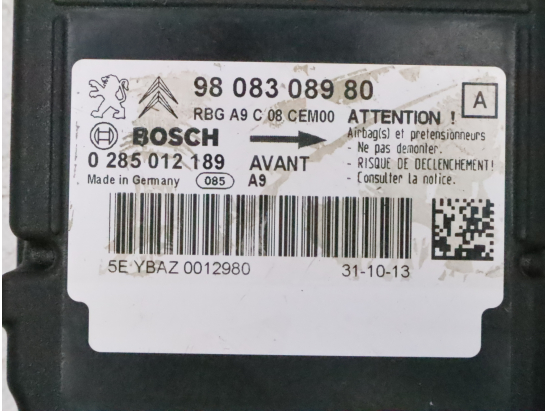 98 083 089 80
A
RBG A9 C 08 CEM00
ATTENTION !
BOSCH
Airbag(s) et pretensionneurs
- Ne pas demonter.
0 285 012 189
AVANT
- RISQUE DE DECLENCHEMENT!
Made in Germany
085
A9
- Consulter la notice.
5E YBAZ 0012980
31-10-13